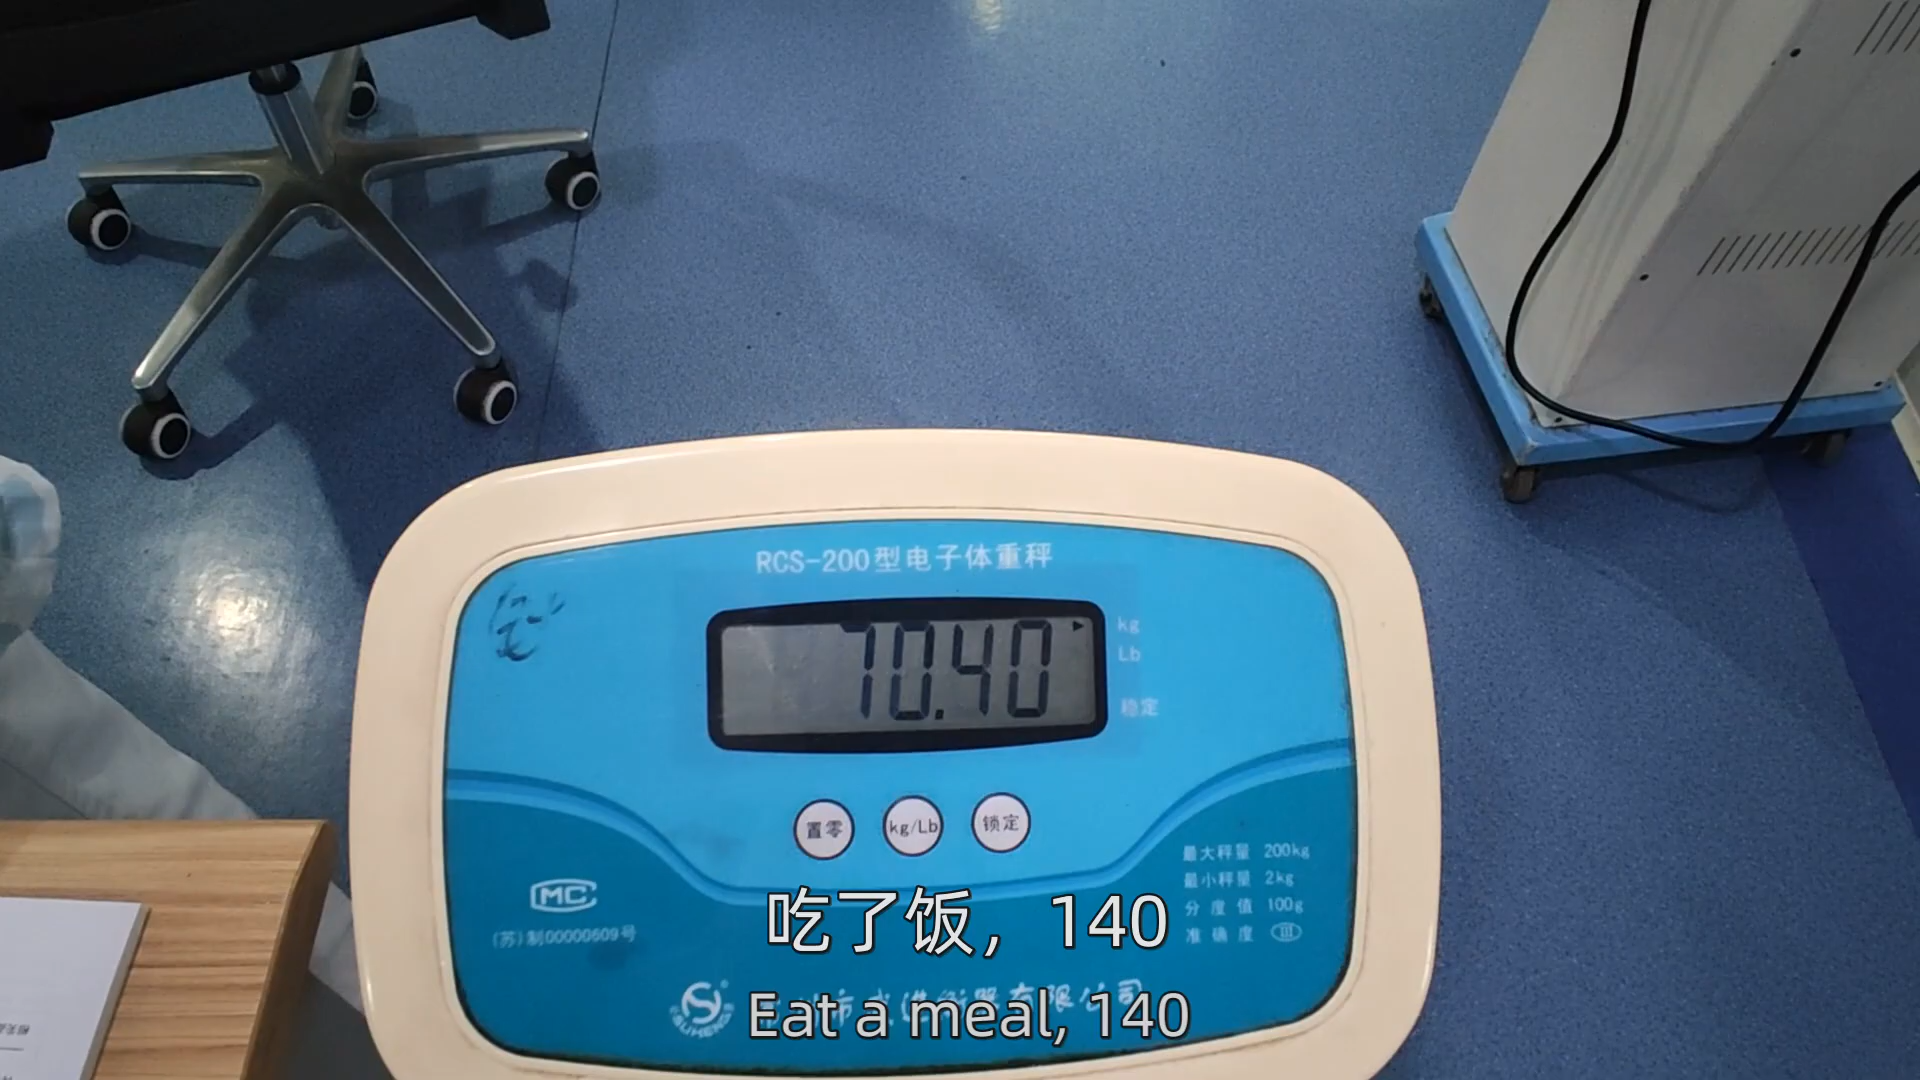 RCS-200型电子体重秤
70.40
kg
Lb
稳定
置零
kg/Lb
锁定
最大秤量 200kg
最小秤量 2kg
分度值 100g
准确度 Ⅲ
MC
(苏)制00000609号
吃了饭，140
Eat a meal, 140